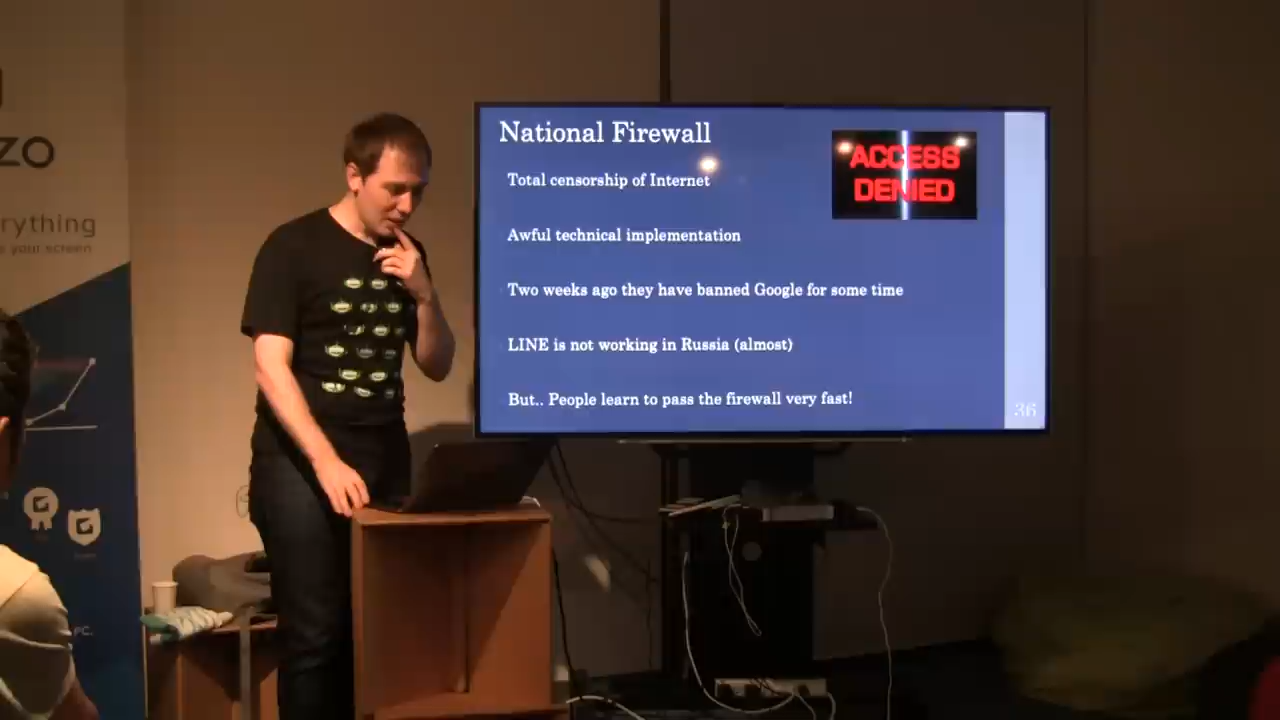 ZO
rything
your screen
PC.
National Firewall
ACCESS
DENIED
Total censorship of Internet
Awful technical implementation
Two weeks ago they have banned Google for some time
LINE is not working in Russia (almost)
But.. People learn to pass the firewall very fast!
36